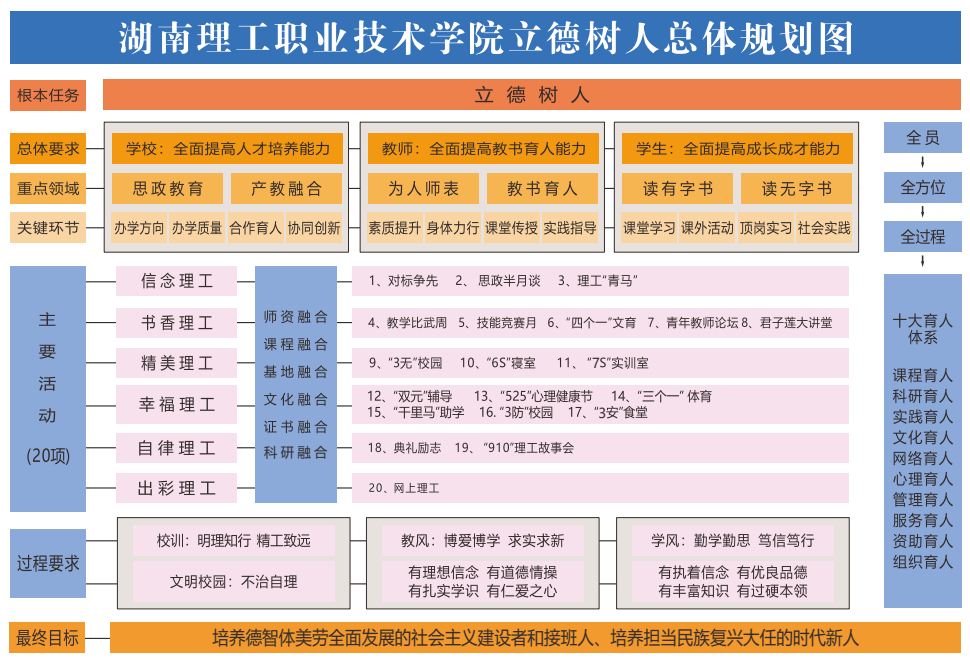 湖南理工职业技术学院立德树人总体规划图
根本任务
立德树人
总体要求
学校：全面提高人才培养能力
教师：全面提高教书育人能力
学生：全面提高成长成才能力
全员
重点领域
思政教育
产教融合
为人师表
教书育人
读有字书
读无字书
全方位
关键环节
办学方向
办学质量
合作育人
协同创新
素质提升
身体力行
课堂传授
实践指导
课堂学习
课外活动
顶岗实习
社会实践
全过程
主
要
活
动
(20项)
信念理工
书香理工
精美理工
幸福理工
自律理工
出彩理工
师资融合
课程融合
基地融合
文化融合
证书融合
科研融合
1、对标争先 2、 思政半月谈 3、理工“青马”
4、教学比武周 5、技能竞赛月 6、“四个一”文育 7、青年教师论坛 8、君子莲大讲堂
9、“3无”校园 10、“6S”寝室 11、 “7S”实训室
12、“双元”辅导 13、“525”心理健康节 14、“三个一” 体育
15、“千里马”助学 16. “3防”校园 17、“3安”食堂
18、典礼励志 19、 “910”理工故事会
20、网上理工
十大育人
体系
课程育人
科研育人
实践育人
文化育人
网络育人
心理育人
管理育人
服务育人
资助育人
组织育人
过程要求
校训：明理知行 精工致远
文明校园：不治自理
教风：博爱博学 求实求新
有理想信念 有道德情操
有扎实学识 有仁爱之心
学风：勤学勤思 笃信笃行
有执着信念 有优良品德
有丰富知识 有过硬本领
最终目标
培养德智体美劳全面发展的社会主义建设者和接班人、培养担当民族复兴大任的时代新人